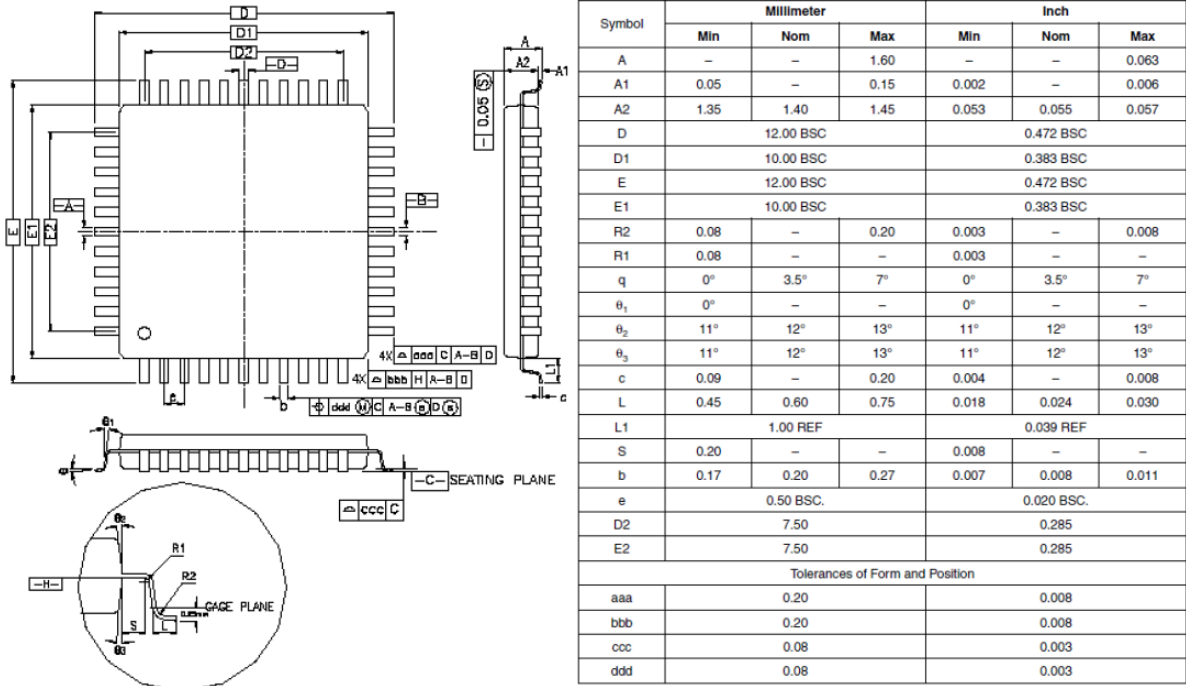 D
D1
D2
-D-
A
A2
A1
0.05 S
E
E1
E2
-A-
-B-
4X aaa C A-B D
4X bbb H A-B D
e
b
ddd M C A-B S D S
L1
c
θ1
-C- SEATING PLANE
ccc C
θ2
R1
R2
-H-
GAGE PLANE
S
L
θ3
Symbol Millimeter Inch
Min Nom Max Min Nom Max
A – – 1.60 – – 0.063
A1 0.05 – 0.15 0.002 – 0.006
A2 1.35 1.40 1.45 0.053 0.055 0.057
D 12.00 BSC 0.472 BSC
D1 10.00 BSC 0.383 BSC
E 12.00 BSC 0.472 BSC
E1 10.00 BSC 0.383 BSC
R2 0.08 – 0.20 0.003 – 0.008
R1 0.08 – – 0.003 – –
q 0° 3.5° 7° 0° 3.5° 7°
θ1 0° – – 0° – –
θ2 11° 12° 13° 11° 12° 13°
θ3 11° 12° 13° 11° 12° 13°
c 0.09 – 0.20 0.004 – 0.008
L 0.45 0.60 0.75 0.018 0.024 0.030
L1 1.00 REF 0.039 REF
S 0.20 – – 0.008 – –
b 0.17 0.20 0.27 0.007 0.008 0.011
e 0.50 BSC. 0.020 BSC.
D2 7.50 0.285
E2 7.50 0.285
Tolerances of Form and Position
aaa 0.20 0.008
bbb 0.20 0.008
ccc 0.08 0.003
ddd 0.08 0.003